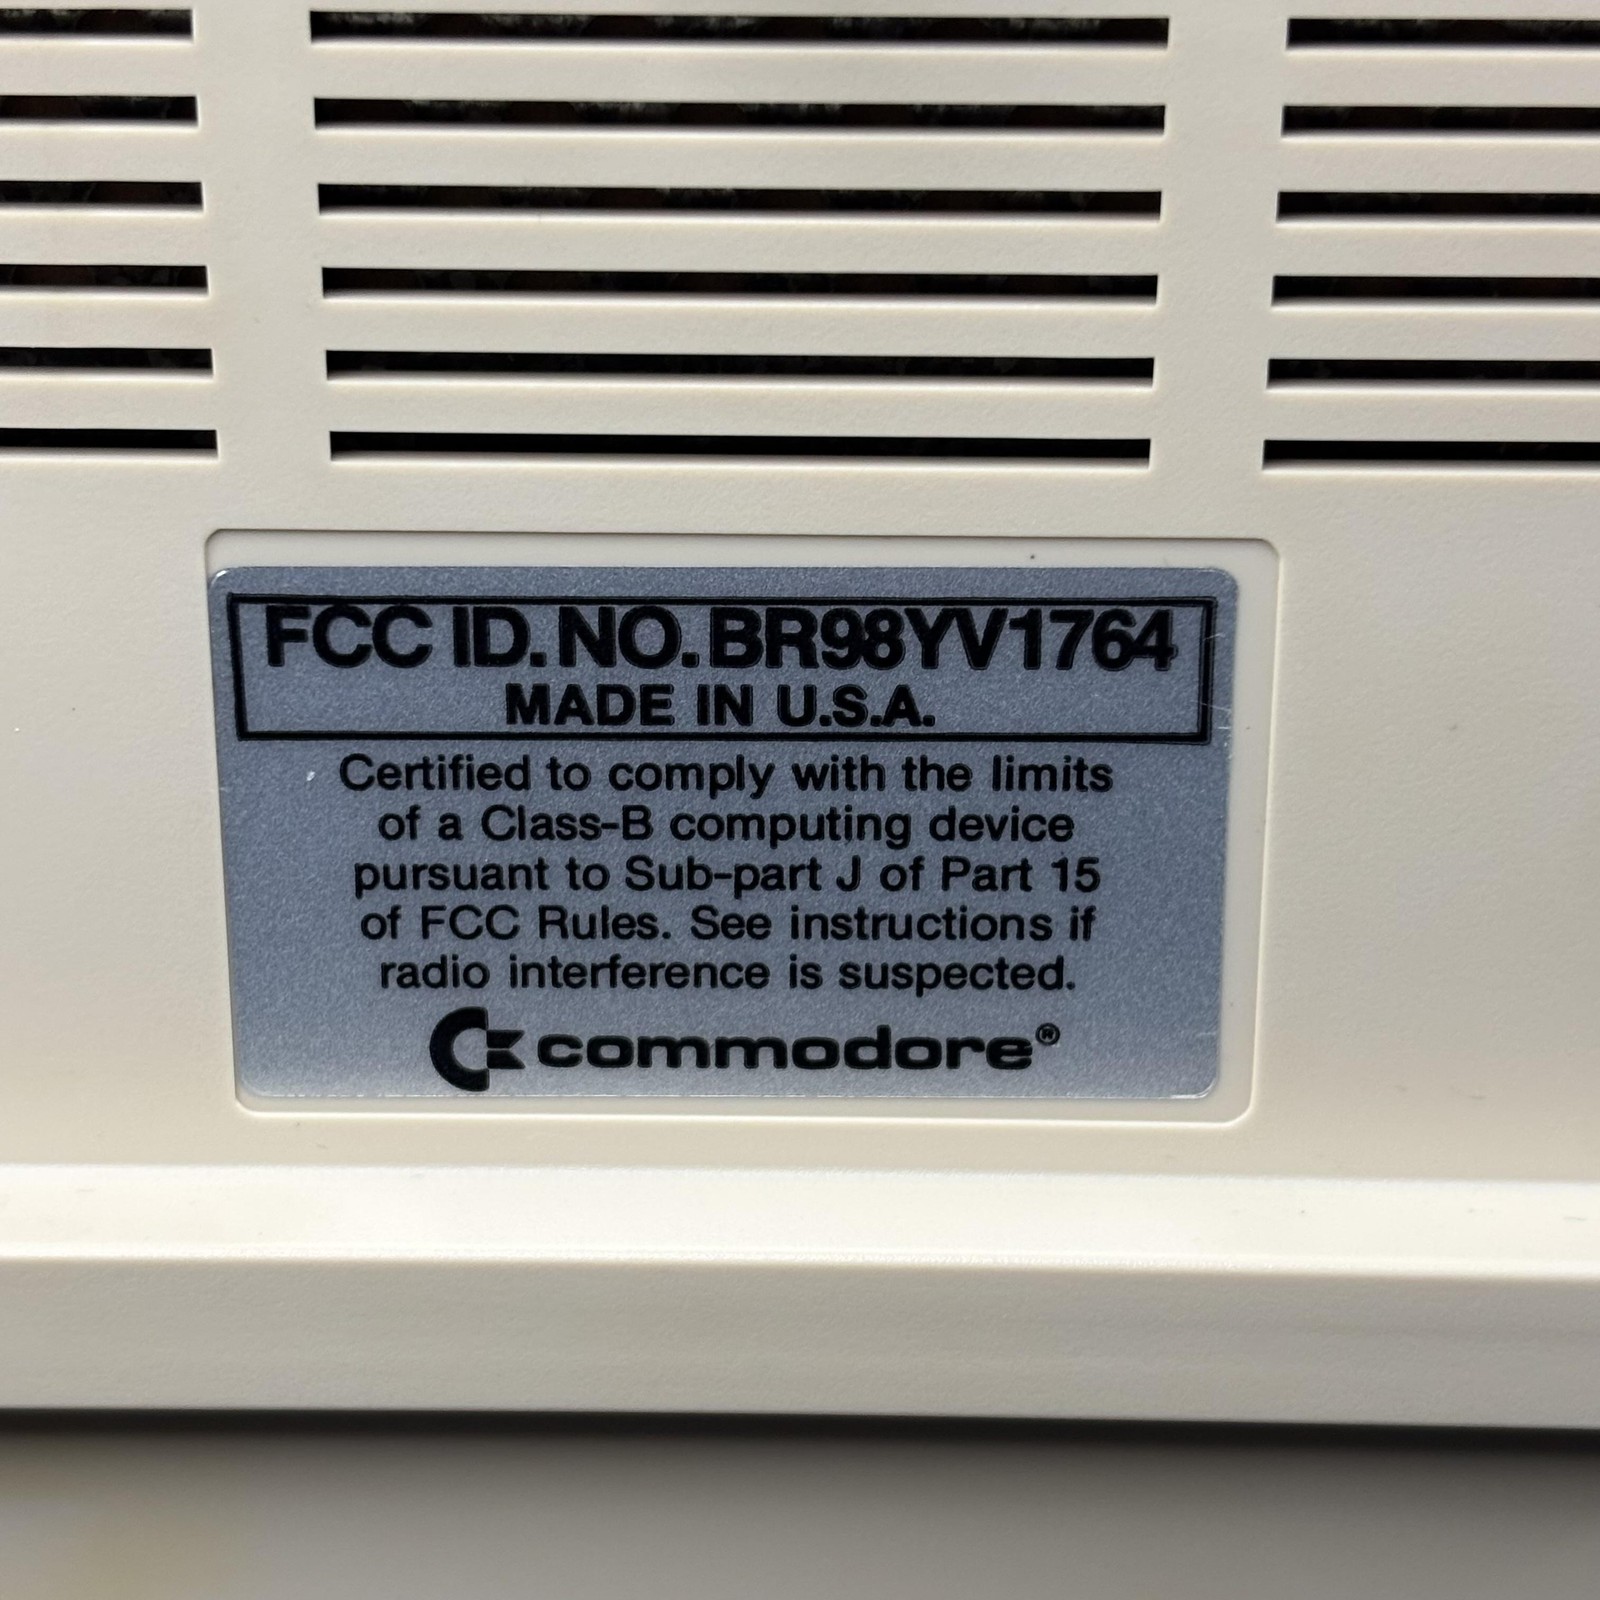 FCC ID.NO.BR98YV1764
MADE IN U.S.A.
Certified to comply with the limits
of a Class-B computing device
pursuant to Sub-part J of Part 15
of FCC Rules. See instructions if
radio interference is suspected.
commodore®